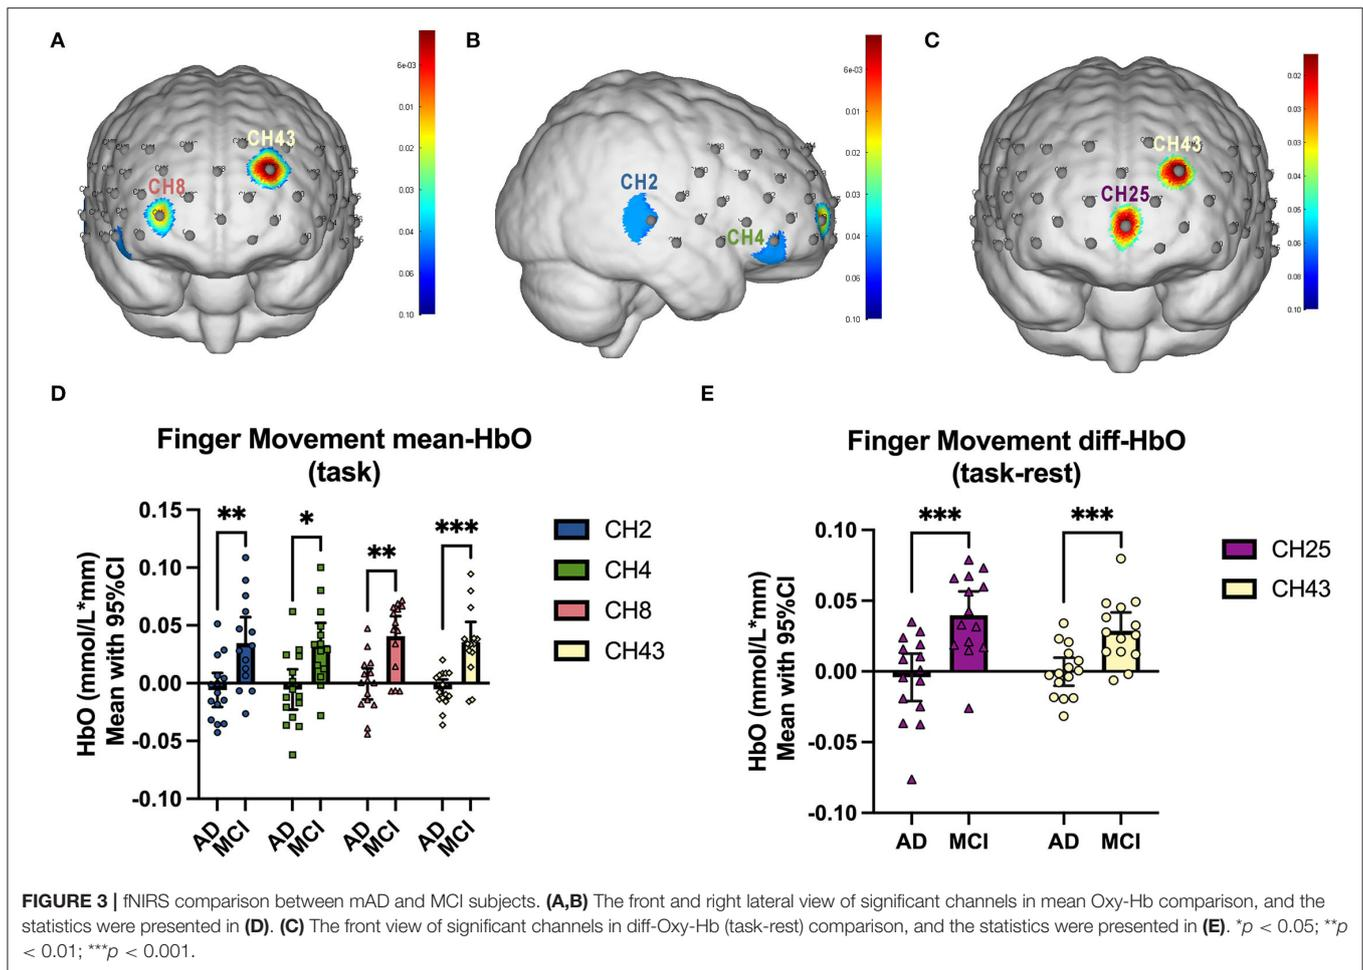 A
B
C
6e-03
0.01
0.02
0.03
0.04
0.06
0.10
CH43
CH8
6e-03
0.01
0.02
0.03
0.04
0.06
0.10
CH2
CH4
0.02
0.03
0.04
0.05
0.06
0.08
0.10
CH43
CH25
D
E
Finger Movement mean-HbO
(task)
HbO (mmol/L*mm)
Mean with 95%CI
0.15
0.10
0.05
0.00
-0.05
-0.10
** * ** ***
AD MCI AD MCI AD MCI AD MCI
CH2
CH4
CH8
CH43
Finger Movement diff-HbO
(task-rest)
HbO (mmol/L*mm)
Mean with 95%CI
0.10
0.05
0.00
-0.05
-0.10
*** ***
AD MCI AD MCI
CH25
CH43
FIGURE 3 | fNIRS comparison between mAD and MCI subjects. (A,B) The front and right lateral view of significant channels in mean Oxy-Hb comparison, and the
statistics were presented in (D). (C) The front view of significant channels in diff-Oxy-Hb (task-rest) comparison, and the statistics were presented in (E). *p < 0.05; **p
< 0.01; ***p < 0.001.